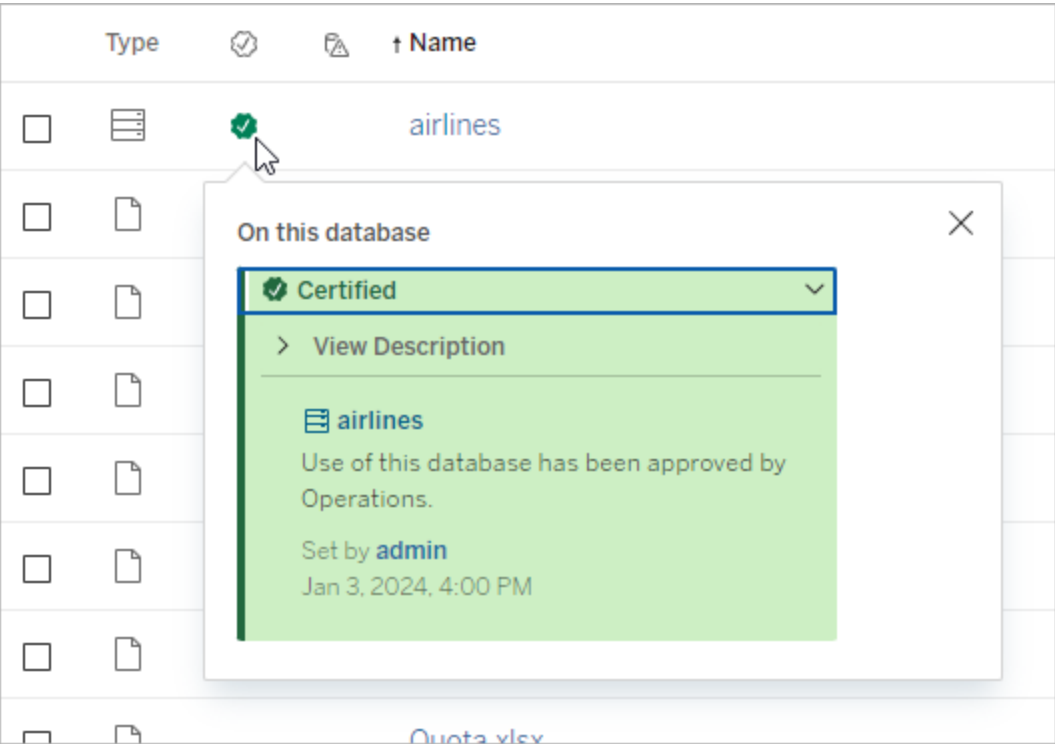 Type ↑ Name
airlines
On this database
Certified
View Description
airlines
Use of this database has been approved by
Operations.
Set by admin
Jan 3, 2024, 4:00 PM
Quota.xlsx